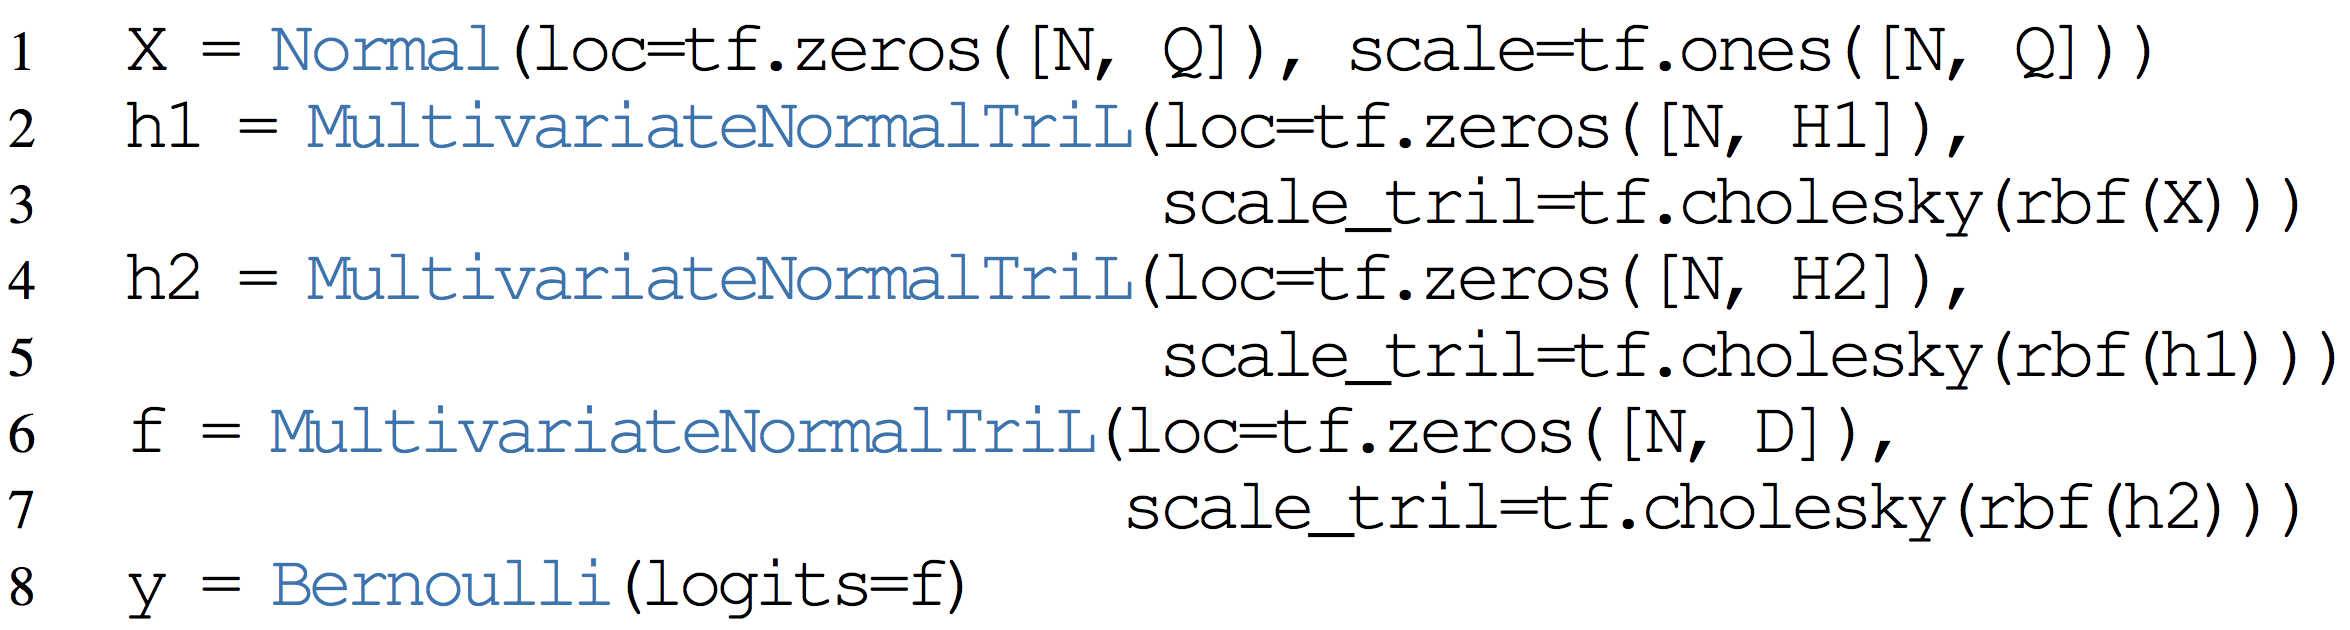 1 X = Normal(loc=tf.zeros([N, Q]), scale=tf.ones([N, Q]))
2 h1 = MultivariateNormalTriL(loc=tf.zeros([N, H1]),
3 scale_tril=tf.cholesky(rbf(X)))
4 h2 = MultivariateNormalTriL(loc=tf.zeros([N, H2]),
5 scale_tril=tf.cholesky(rbf(h1)))
6 f = MultivariateNormalTriL(loc=tf.zeros([N, D]),
7 scale_tril=tf.cholesky(rbf(h2)))
8 y = Bernoulli(logits=f)